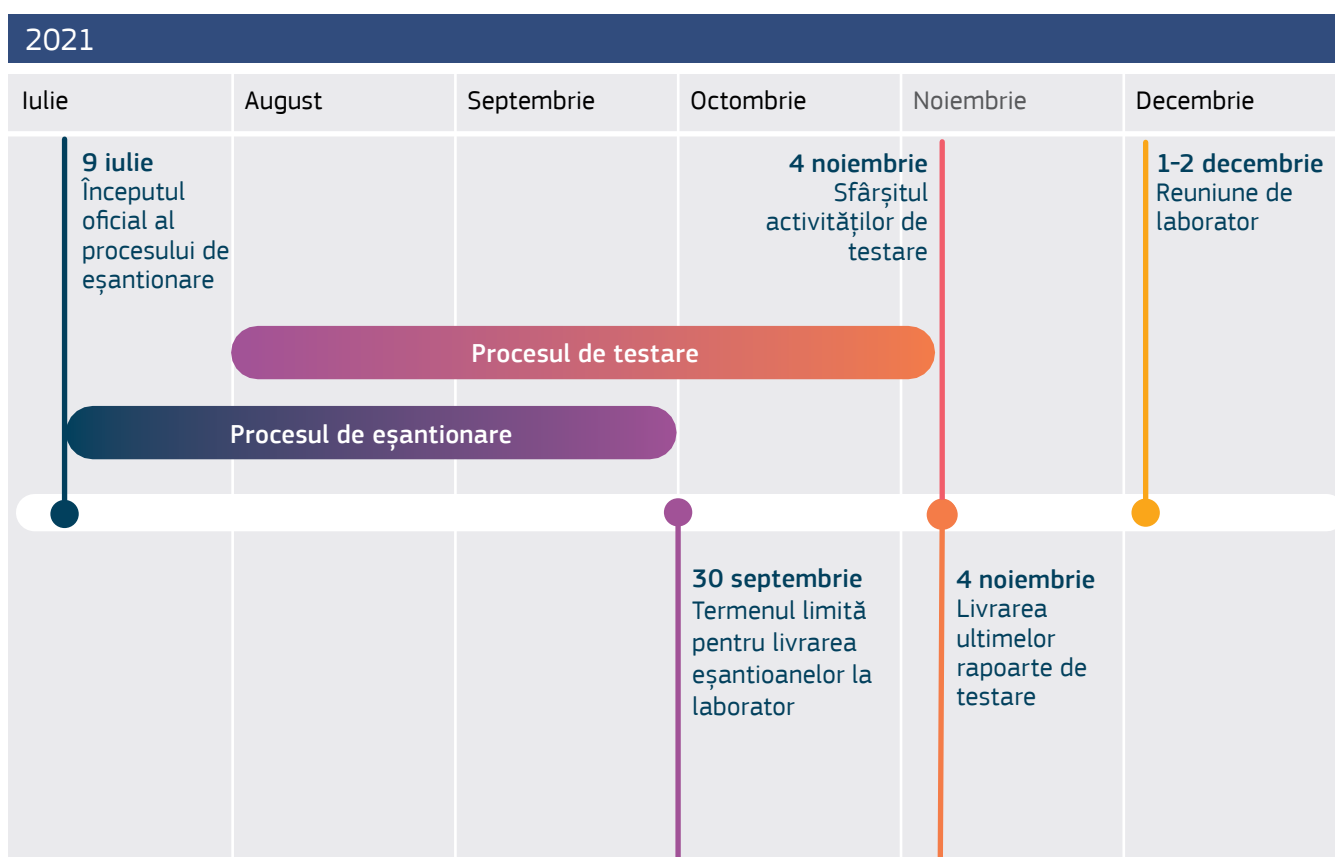 2021
Iulie
August
Septembrie
Octombrie
Noiembrie
Decembrie
9 iulie
Începutul
oficial al
procesului de
eșantionare
4 noiembrie
Sfârșitul
activităților de
testare
1-2 decembrie
Reuniune de
laborator
Procesul de testare
Procesul de eșantionare
30 septembrie
Termenul limită
pentru livrarea
eșantioanelor la
laborator
4 noiembrie
Livrarea
ultimelor
rapoarte de
testare